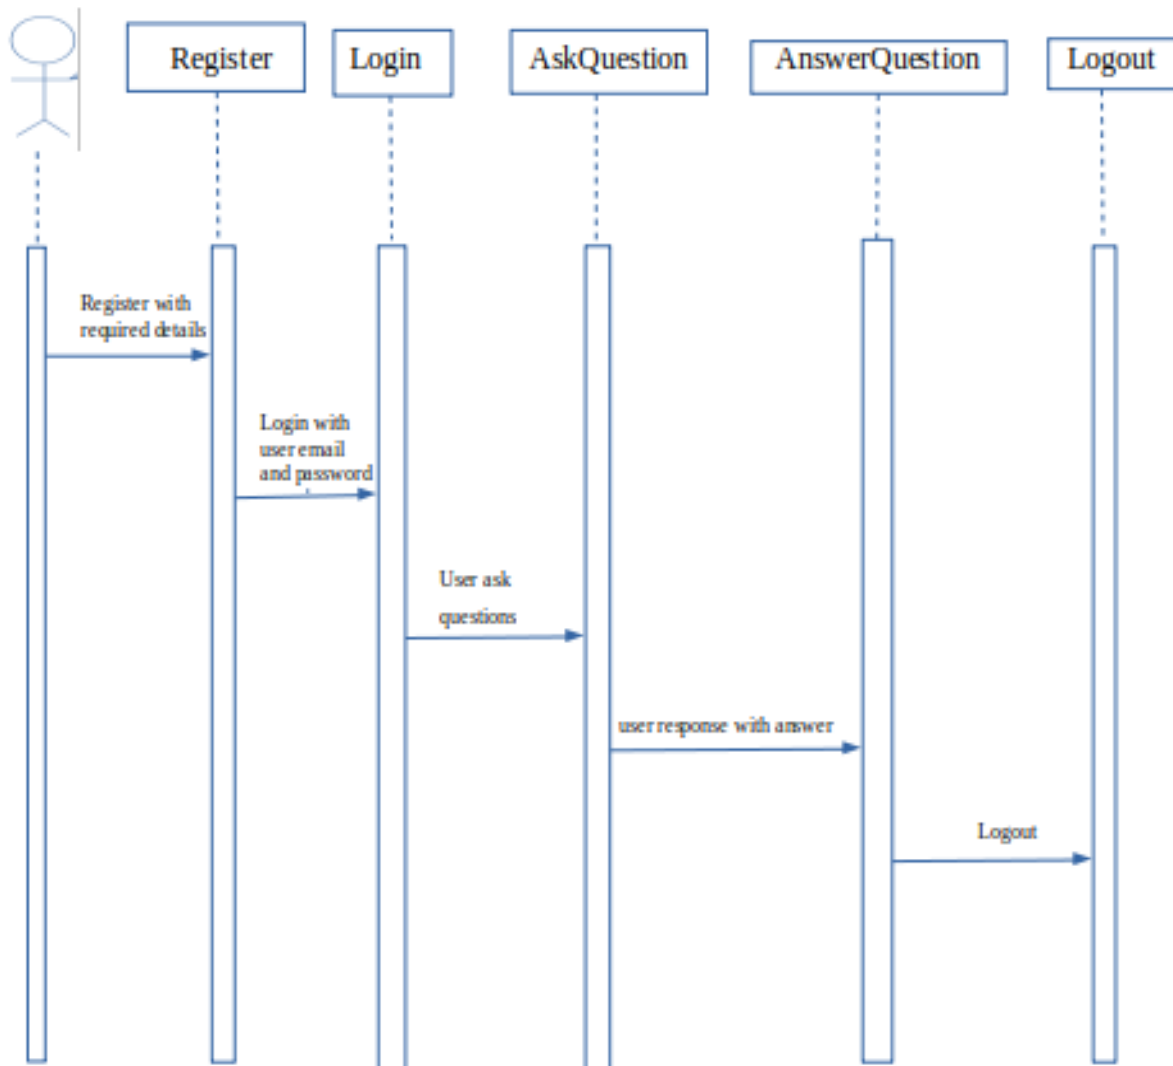 Register
Login
AskQuestion
AnswerQuestion
Logout
Register with
required details
Login with
user email
and password
User ask
questions
user response with answer
Logout